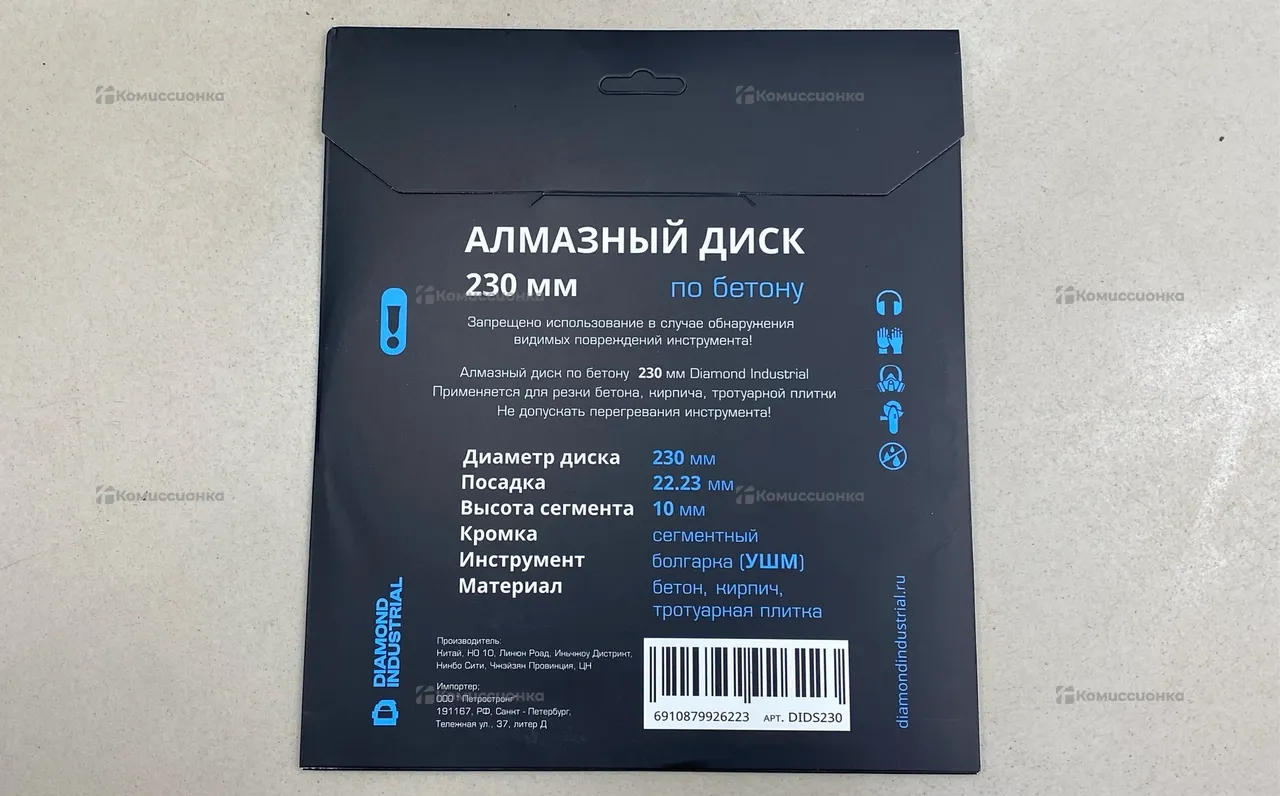 Комиссионка
Комиссионка
АЛМАЗНЫЙ ДИСК
230 мм по бетону
Комиссионка
Комиссионка
Запрещено использование в случае обнаружения
видимых повреждений инструмента!
Алмазный диск по бетону 230 мм Diamond Industrial
Применяется для резки бетона, кирпича, тротуарной плитки
Не допускать перегревания инструмента!
Диаметр диска 230 мм
Посадка 22.23 мм
Комиссионка
Комиссионка
Высота сегмента 10 мм
Кромка сегментный
Инструмент болгарка (УШМ)
Материал бетон, кирпич,
тротуарная плитка
DIAMOND
INDUSTRIAL
diamondindustrial.ru
Производитель:
Китай, НО 10, Линюн Роад, Иньчжоу Дистринт,
Нинбо Сити, Чжэйзян Провинция, ЦН
Импортер:
ООО "Петростронг"
191167, РФ, Санкт - Петербург,
Тележная ул., 37, литер Д
Комиссионка
Комиссионка
6910879926223 АРТ. DIDS230